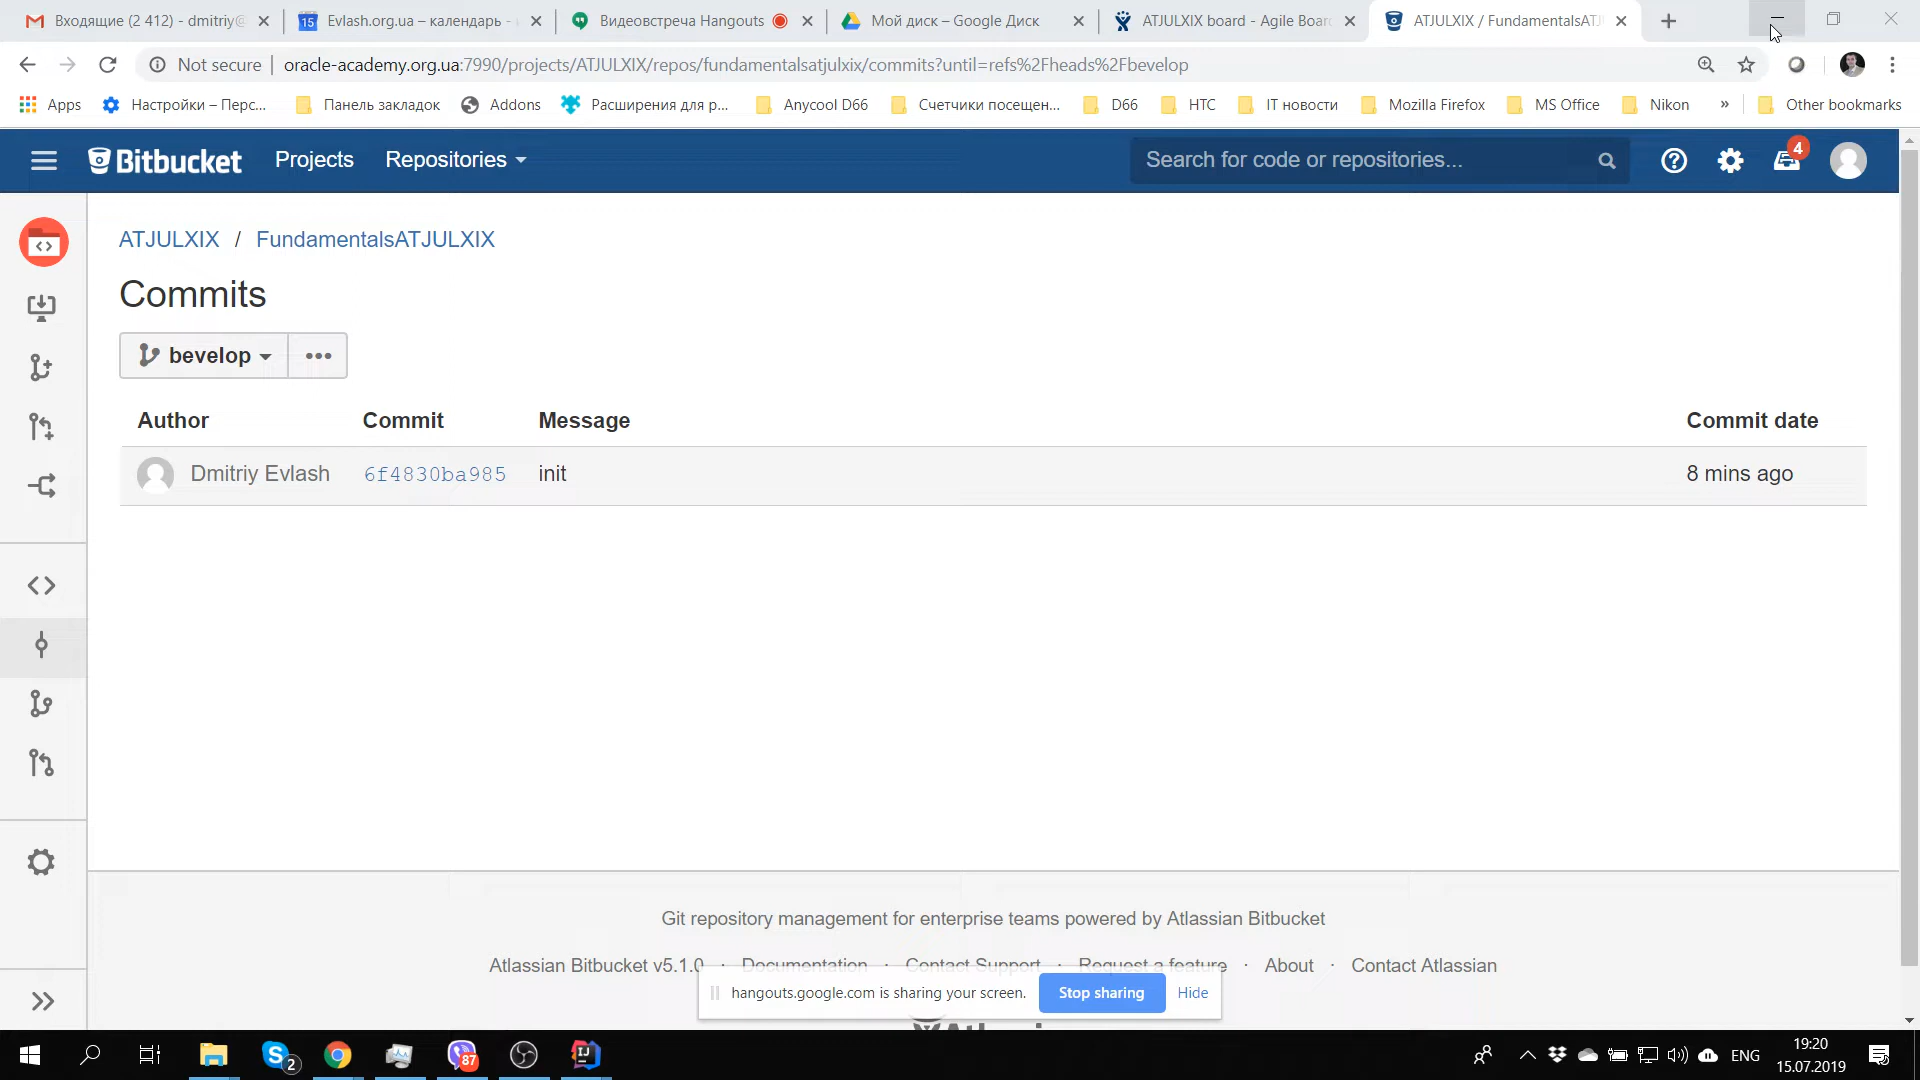 Входящие (2 412) - dmitriy@
Evlash.org.ua – календарь -
Видеовстреча Hangouts
Мой диск – Google Диск
ATJULXIX board - Agile Board
ATJULXIX / FundamentalsATJ
Not secure
oracle-academy.org.ua:7990/projects/ATJULXIX/repos/fundamentalsatjulxix/commits?until=refs%2Fheads%2Fbevelop
Apps
Настройки – Перс...
Панель закладок
Addons
Расширения для р...
Anycool D66
Счетчики посещен...
D66
HTC
IT новости
Mozilla Firefox
MS Office
Nikon
»
Other bookmarks
Bitbucket
Projects
Repositories
Search for code or repositories...
4
ATJULXIX / FundamentalsATJULXIX
Commits
bevelop
Author
Commit
Message
Commit date
Dmitriy Evlash
6f4830ba985
init
8 mins ago
Git repository management for enterprise teams powered by Atlassian Bitbucket
Atlassian Bitbucket v5.1.0 · Documentation · Contact Support · Request a feature · About · Contact Atlassian
hangouts.google.com is sharing your screen.
Stop sharing
Hide
2
87
IJ
ENG
19:20
15.07.2019